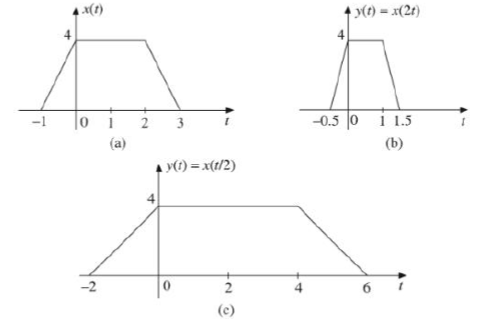 x(t)
4
−1 0 1 2 3 t
(a)
y(t) = x(2t)
4
−0.5 0 1 1.5 t
(b)
y(t) = x(t/2)
4
−2 0 2 4 6 t
(c)